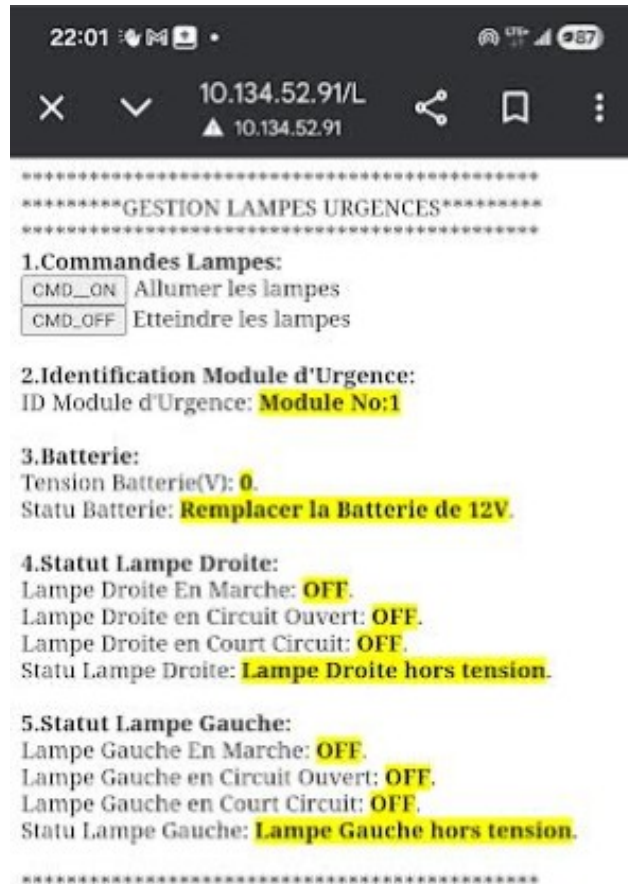 22:01
LTE+
87
10.134.52.91/L
10.134.52.91
**********************************************
*********GESTION LAMPES URGENCES*********
**********************************************
1.Commandes Lampes:
CMD__ON Allumer les lampes
CMD_OFF Etteindre les lampes
2.Identification Module d'Urgence:
ID Module d'Urgence: Module No:1
3.Batterie:
Tension Batterie(V): 0.
Statu Batterie: Remplacer la Batterie de 12V.
4.Statut Lampe Droite:
Lampe Droite En Marche: OFF.
Lampe Droite en Circuit Ouvert: OFF.
Lampe Droite en Court Circuit: OFF.
Statu Lampe Droite: Lampe Droite hors tension.
5.Statut Lampe Gauche:
Lampe Gauche En Marche: OFF.
Lampe Gauche en Circuit Ouvert: OFF.
Lampe Gauche en Court Circuit: OFF.
Statu Lampe Gauche: Lampe Gauche hors tension.
**********************************************